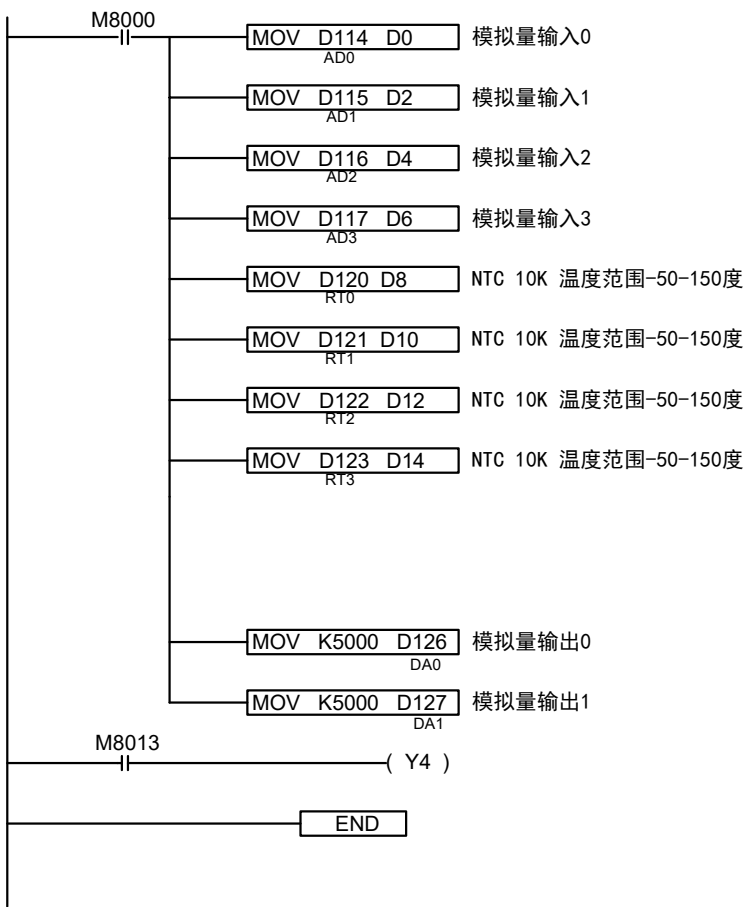 M8000
MOV D114 D0 模拟量输入0
AD0
MOV D115 D2 模拟量输入1
AD1
MOV D116 D4 模拟量输入2
AD2
MOV D117 D6 模拟量输入3
AD3
MOV D120 D8 NTC 10K 温度范围-50-150度
RT0
MOV D121 D10 NTC 10K 温度范围-50-150度
RT1
MOV D122 D12 NTC 10K 温度范围-50-150度
RT2
MOV D123 D14 NTC 10K 温度范围-50-150度
RT3
MOV K5000 D126 模拟量输出0
DA0
MOV K5000 D127 模拟量输出1
DA1
M8013
( Y4 )
END